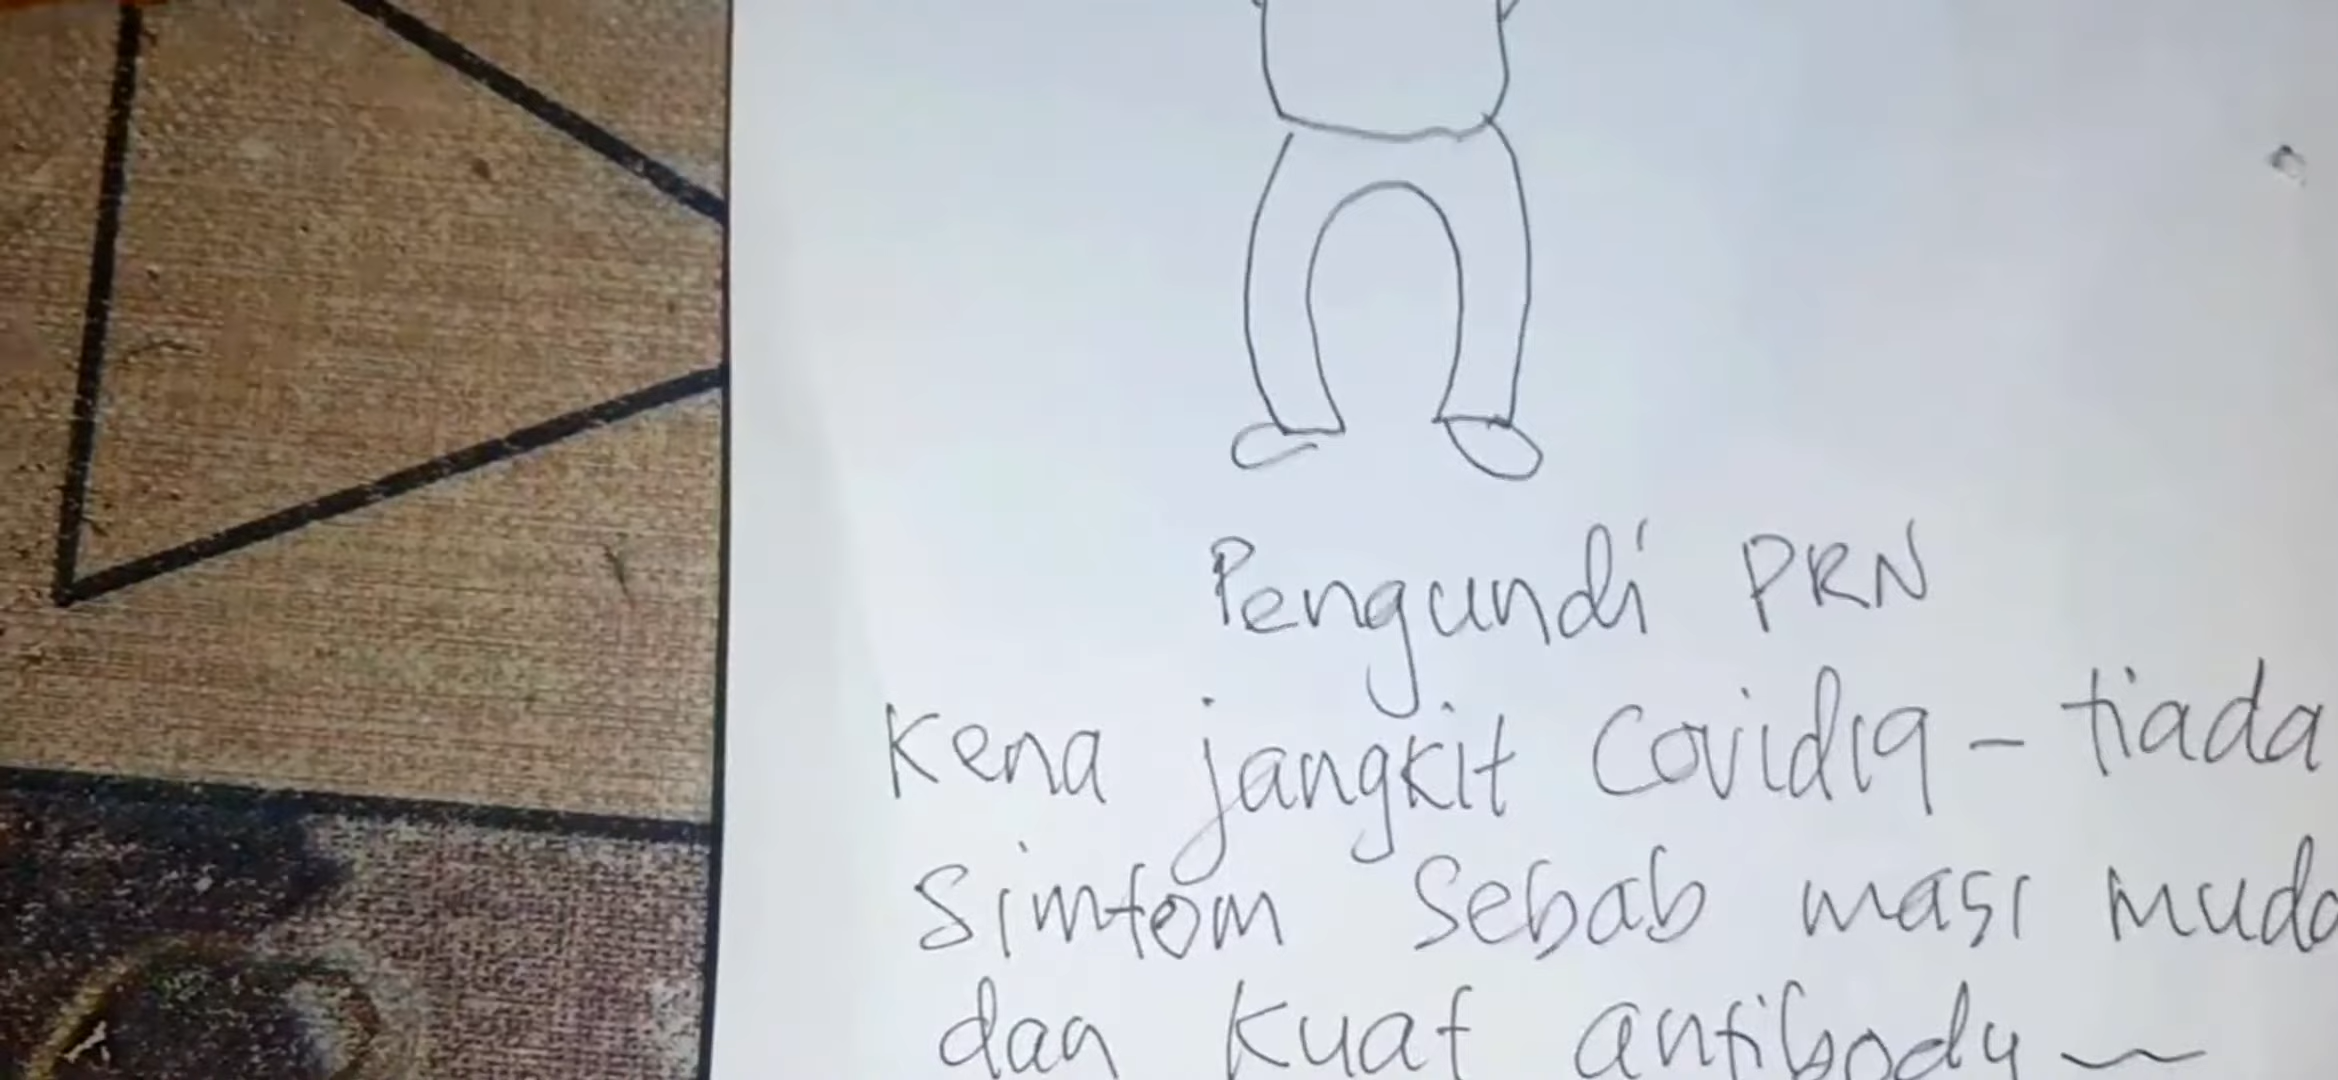 Pengundi PRN
Kena jangkit Covid19 - tiada
Simtom Sebab masi muda
dan kuat antibody ~